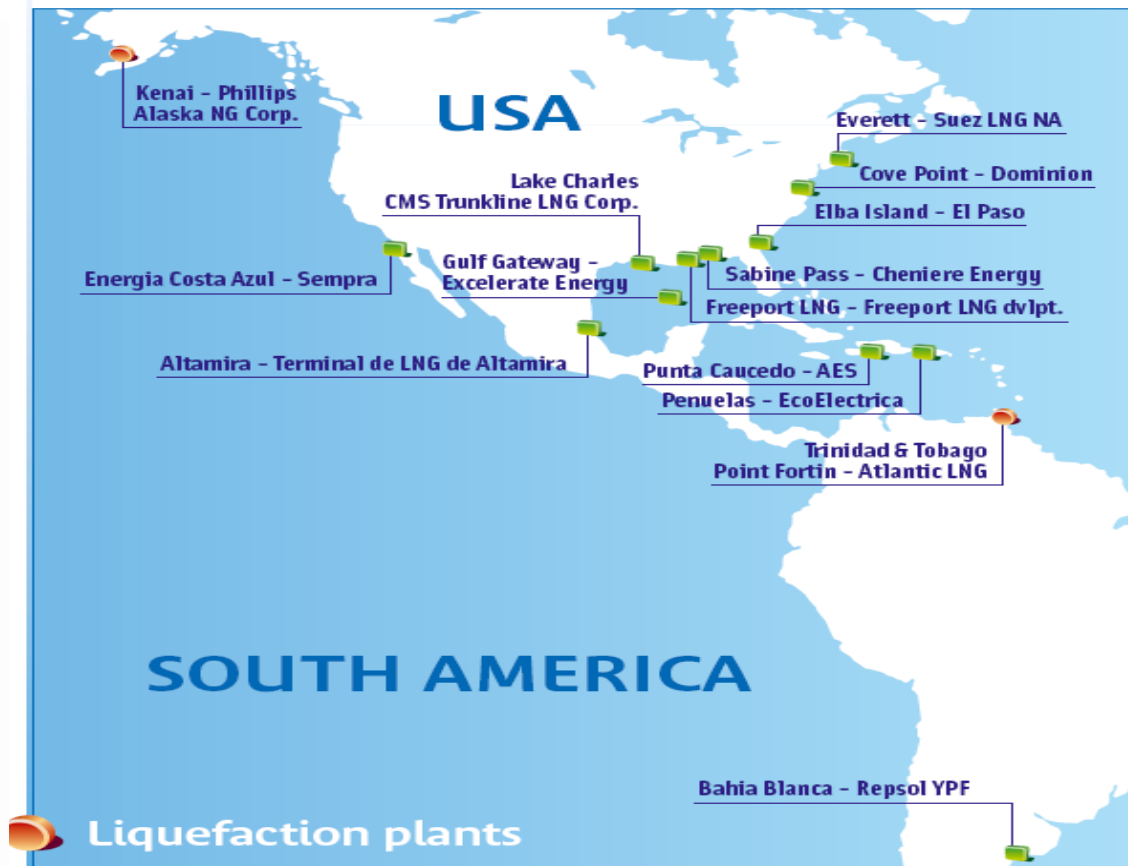 Kenai – Phillips
Alaska NG Corp.
USA
Everett – Suez LNG NA
Cove Point – Dominion
Lake Charles
CMS Trunkline LNG Corp.
Elba Island – El Paso
Gulf Gateway –
Excelerate Energy
Energia Costa Azul – Sempra
Sabine Pass – Cheniere Energy
Freeport LNG – Freeport LNG dvlpt.
Altamira – Terminal de LNG de Altamira
Punta Caucedo – AES
Penuelas – EcoElectrica
Trinidad & Tobago
Point Fortin – Atlantic LNG
SOUTH AMERICA
Bahia Blanca – Repsol YPF
Liquefaction plants